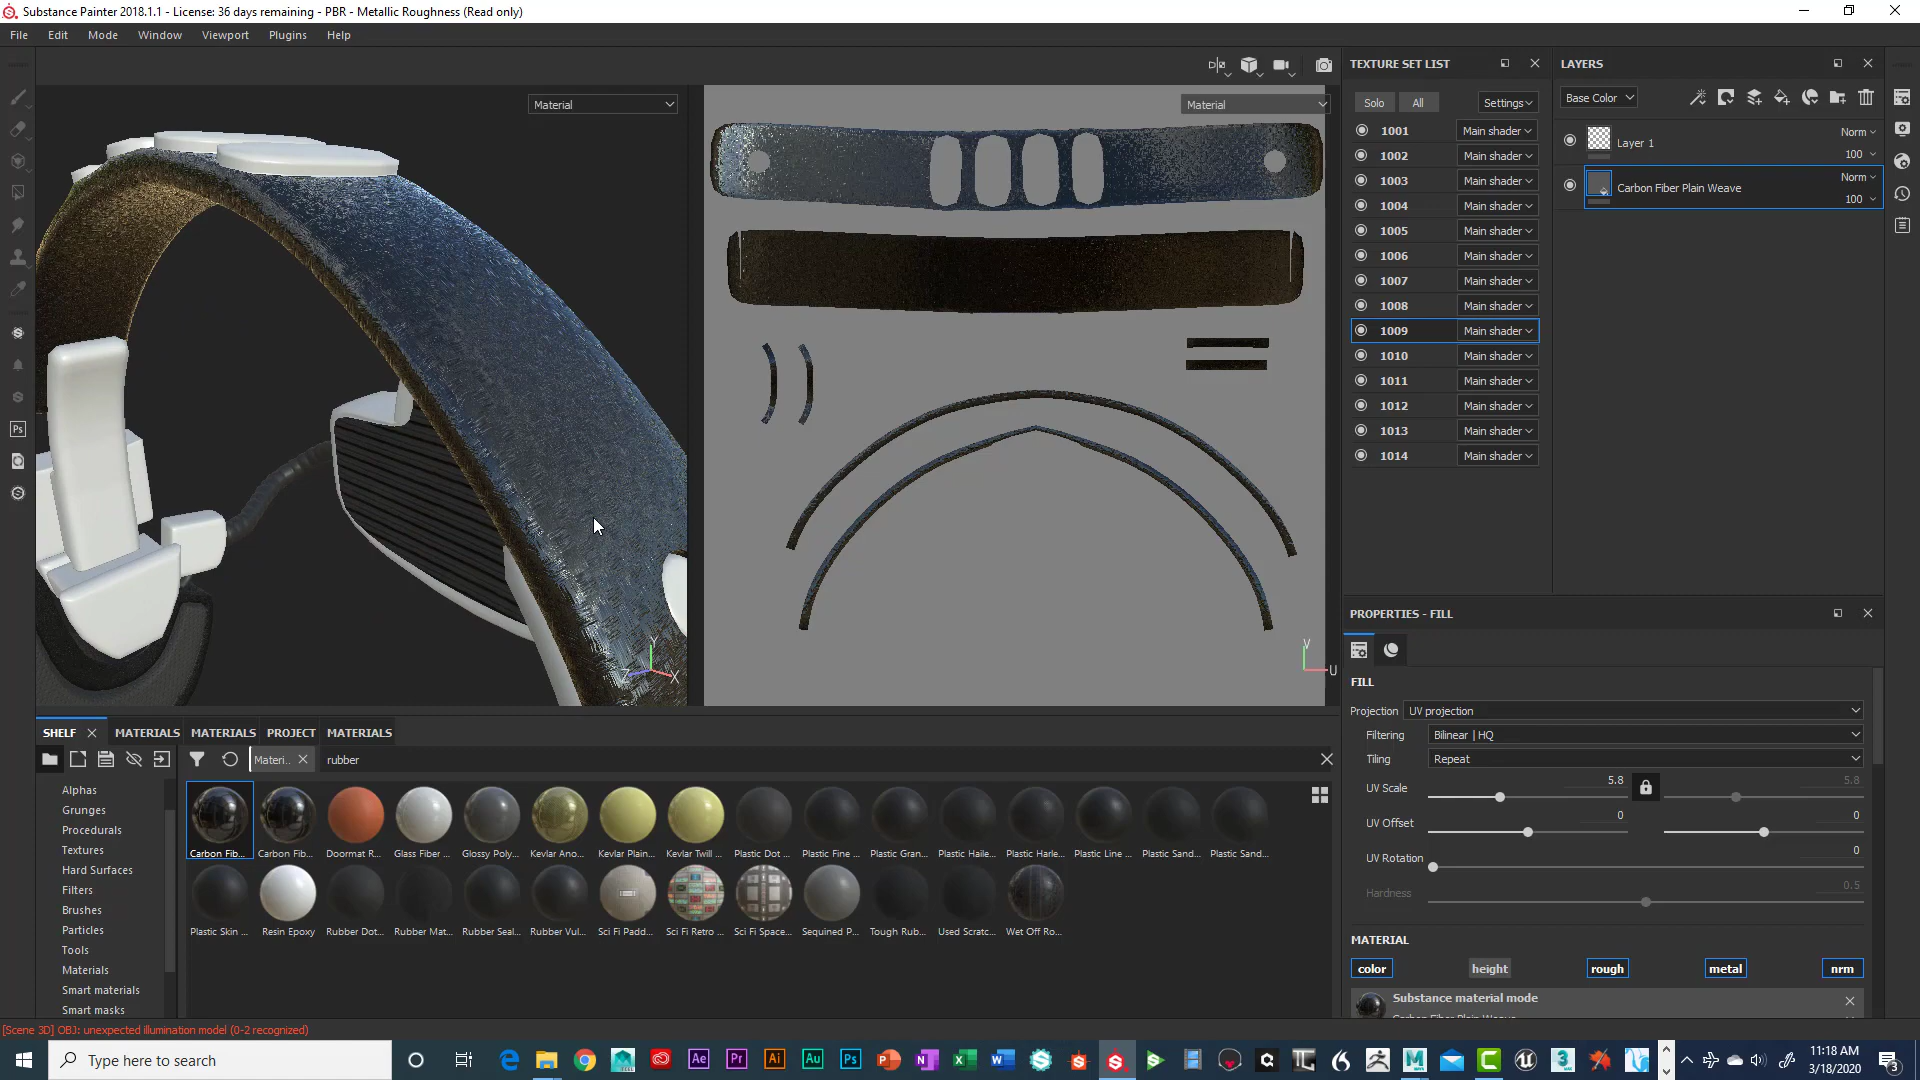 Substance Painter 2018.1.1 - License: 36 days remaining - PBR - Metallic Roughness (Read only)
File Edit Mode Window Viewport Plugins Help
Material
Material
TEXTURE SET LIST
Solo All Settings
1001 Main shader
1002 Main shader
1003 Main shader
1004 Main shader
1005 Main shader
1006 Main shader
1007 Main shader
1008 Main shader
1009 Main shader
1010 Main shader
1011 Main shader
1012 Main shader
1013 Main shader
1014 Main shader
LAYERS
Base Color
Layer 1 Norm
100
Carbon Fiber Plain Weave Norm
100
Y
Z X
V
U
Ps
PROPERTIES - FILL
FILL
Projection UV projection
Filtering Bilinear | HQ
Tiling Repeat
UV Scale 5.8 5.8
UV Offset 0 0
UV Rotation 0
Hardness 0.5
MATERIAL
color height rough metal nrm
Substance material mode
Carbon Fiber Plain Weave
SHELF MATERIALS MATERIALS PROJECT MATERIALS
Materi.. rubber
Alphas
Grunges
Procedurals
Textures
Hard Surfaces
Filters
Brushes
Particles
Tools
Materials
Smart materials
Smart masks
Carbon Fib... Carbon Fib... Doormat R... Glass Fiber ... Glossy Poly... Kevlar Ano... Kevlar Plain... Kevlar Twill ... Plastic Dot ... Plastic Fine ... Plastic Gran... Plastic Haile... Plastic Harle... Plastic Line ... Plastic Sand... Plastic Sand...
Plastic Skin ... Resin Epoxy Rubber Dot... Rubber Mat... Rubber Seal... Rubber Vul... Sci Fi Padd... Sci Fi Retro ... Sci Fi Space... Sequined P... Tough Rub... Used Scratc... Wet Off Ro...
[Scene 3D] OBJ: unexpected illumination model (0-2 recognized)
Type here to search
Ae Pr Ai Au Ps
11:18 AM
3/18/2020
3